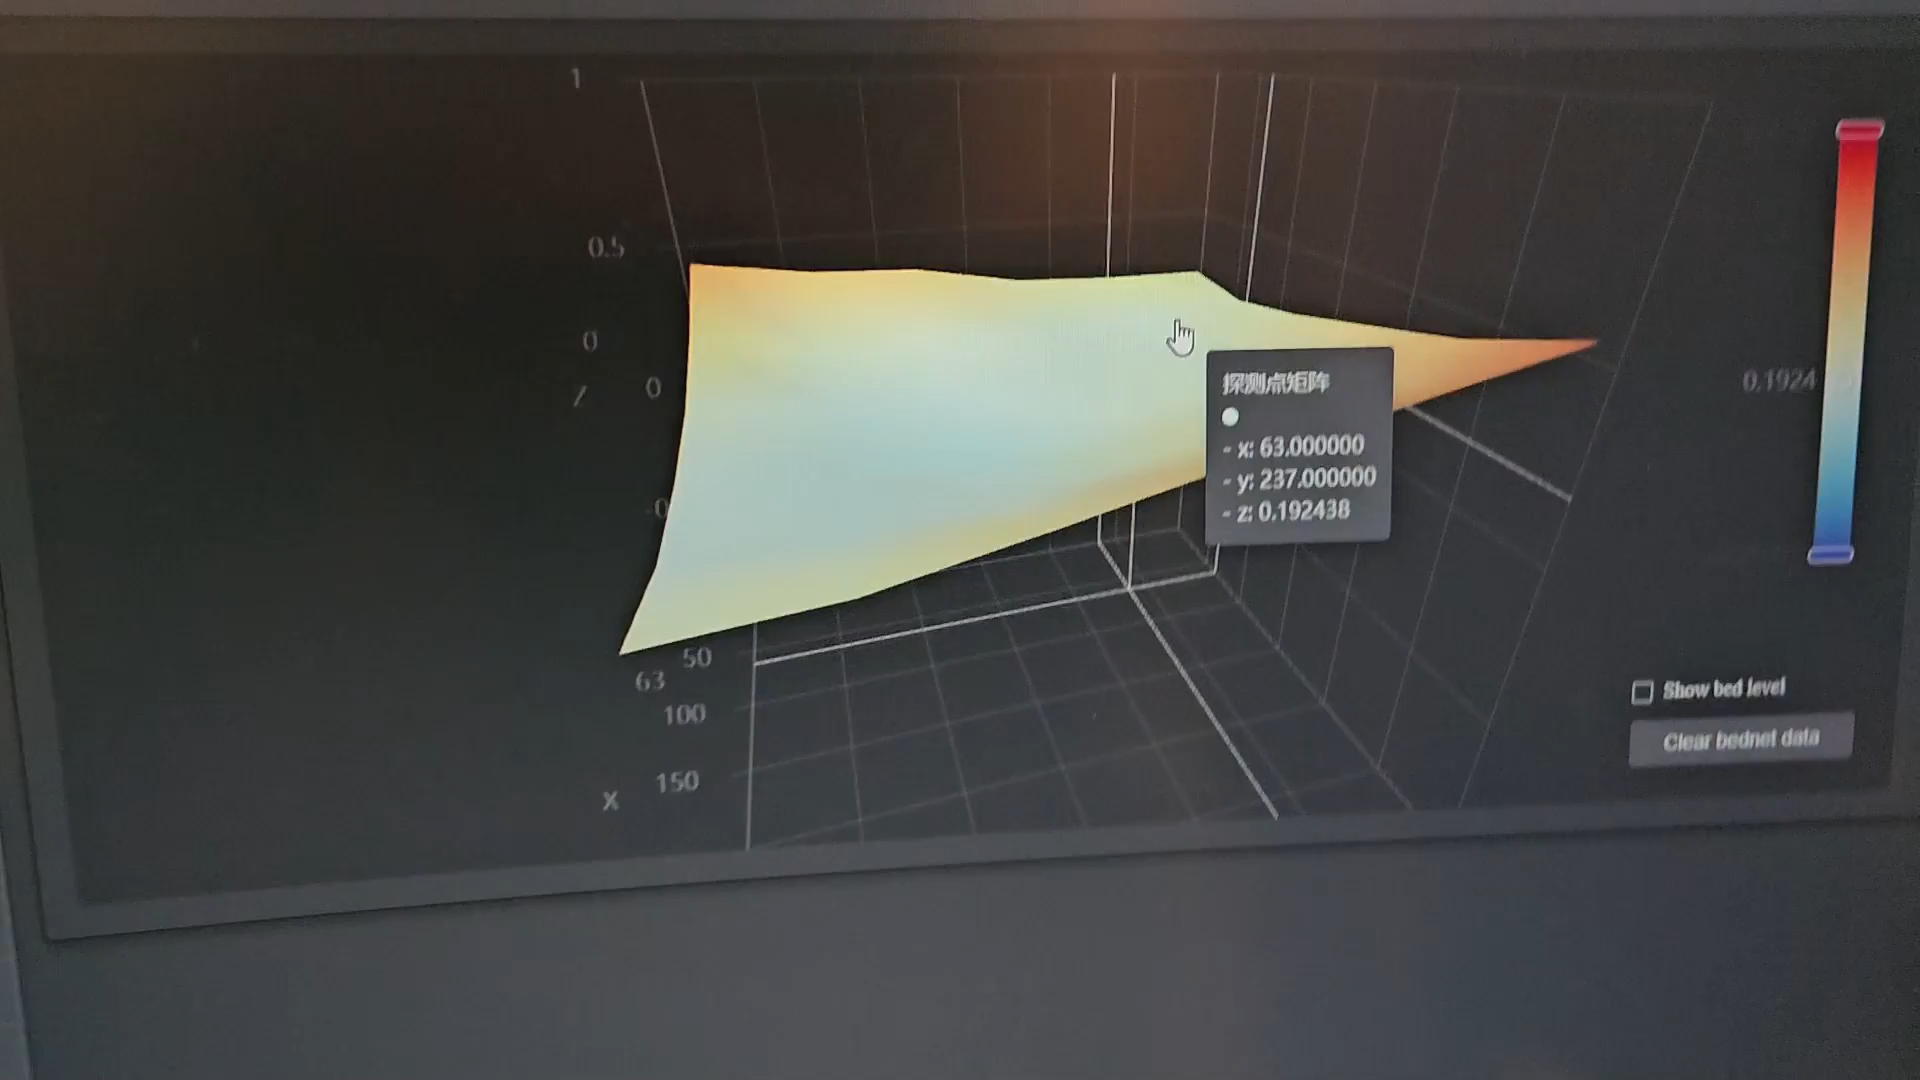 1
0.5
0
Z
0
-0
探测点矩阵
- x: 63.000000
- y: 237.000000
- z: 0.192438
0.1924
50
63
100
150
X
Show bed level
Clear bednet data